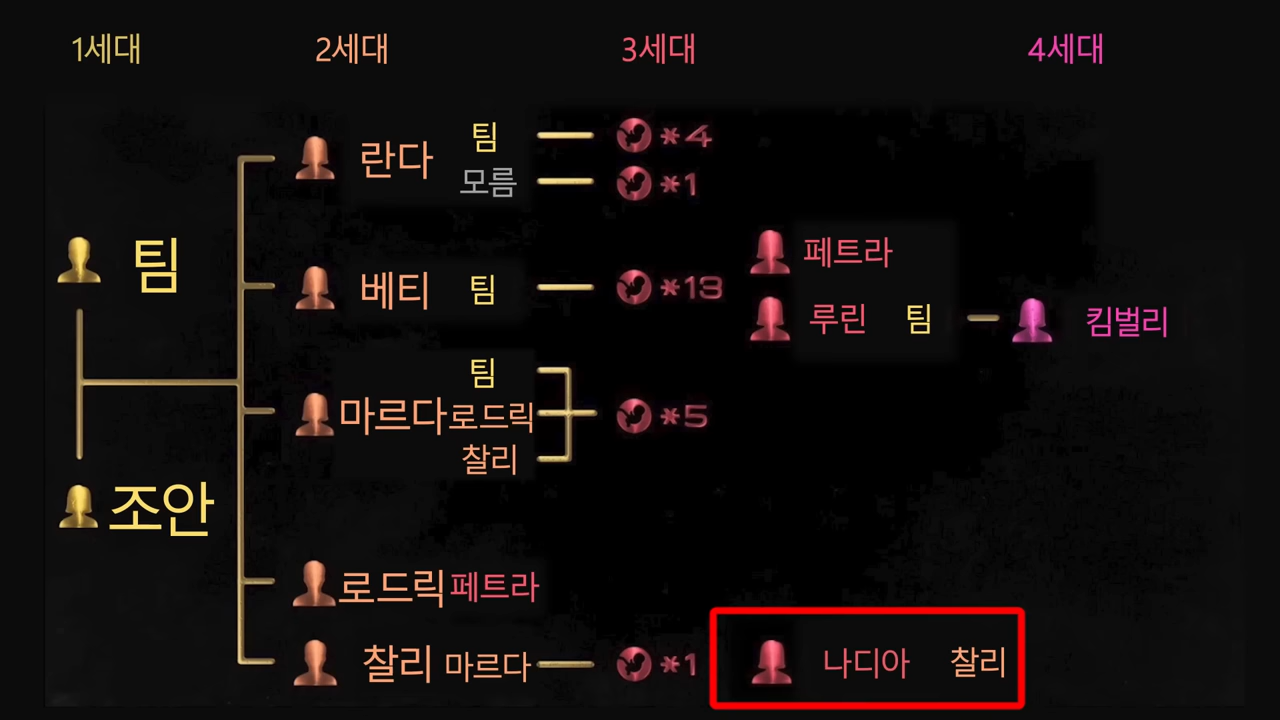 1세대 2세대 3세대 4세대
란다 팀 *4
모름 *1
팀
베티 팀 *13
페트라
루린 팀 킴벌리
마르다 팀
로드릭 *5
찰리
조안
로드릭 페트라
찰리 마르다 *1
나디아 찰리